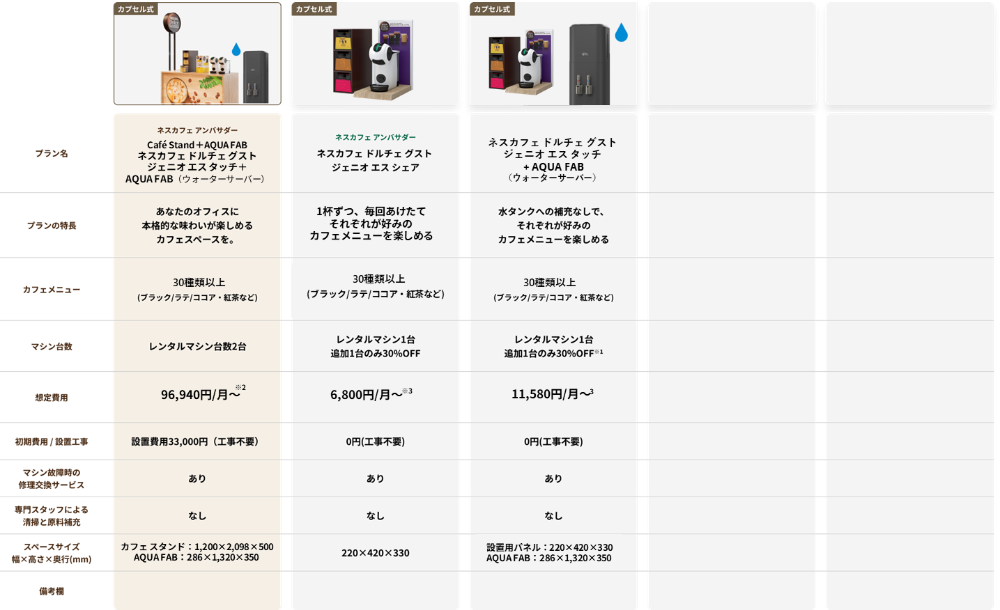 カプセル式
カプセル式
カプセル式
プラン名
ネスカフェ アンバサダー
Café Stand＋AQUA FAB
ネスカフェ ドルチェ グスト
ジェニオ エス タッチ＋
AQUA FAB（ウォーターサーバー）
ネスカフェ アンバサダー
ネスカフェ ドルチェ グスト
ジェニオ エス シェア
ネスカフェ ドルチェ グスト
ジェニオ エス タッチ
+ AQUA FAB
（ウォーターサーバー）
プランの特長
あなたのオフィスに
本格的な味わいが楽しめる
カフェスペースを。
1杯ずつ、毎回あけたて
それぞれが好みの
カフェメニューを楽しめる
水タンクへの補充なしで、
それぞれが好みの
カフェメニューを楽しめる
カフェメニュー
30種類以上
(ブラック/ラテ/ココア・紅茶など)
30種類以上
(ブラック/ラテ/ココア・紅茶など)
30種類以上
(ブラック/ラテ/ココア・紅茶など)
マシン台数
レンタルマシン台数2台
レンタルマシン1台
追加1台のみ30%OFF
レンタルマシン1台
追加1台のみ30%OFF※1
想定費用
96,940円/月～※2
6,800円/月～※3
11,580円/月～3
初期費用 / 設置工事
設置費用33,000円（工事不要）
0円(工事不要)
0円(工事不要)
マシン故障時の
修理交換サービス
あり
あり
あり
専門スタッフによる
清掃と原料補充
なし
なし
なし
スペースサイズ
幅×高さ×奥行(mm)
カフェスタンド：1,200×2,098×500
AQUA FAB：286×1,320×350
220×420×330
設置用パネル：220×420×330
AQUA FAB：286×1,320×350
備考欄